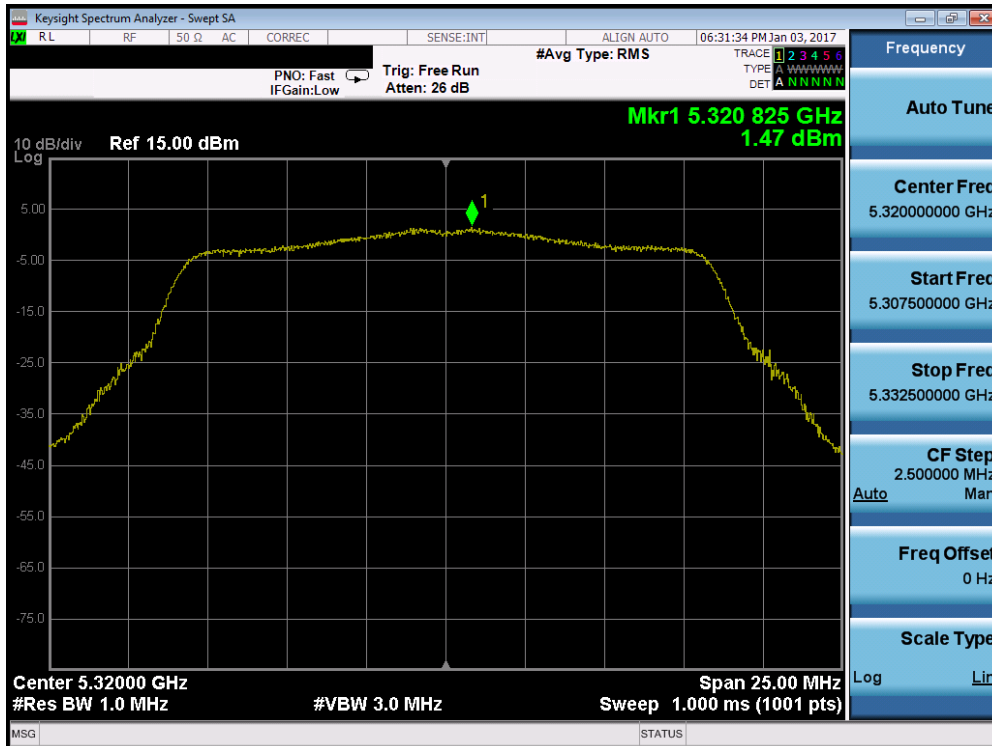 Keysight Spectrum Analyzer - Swept SA
LXI RL RF 50 Ω AC CORREC SENSE:INT ALIGN AUTO 06:31:34 PM Jan 03, 2017
#Avg Type: RMS
TRACE 1 2 3 4 5 6
TYPE A WWWWW
DET A N N N N N
PNO: Fast Trig: Free Run
IFGain:Low Atten: 26 dB
Mkr1 5.320 825 GHz
1.47 dBm
10 dB/div Ref 15.00 dBm
Log
1
5.00
-5.00
-15.0
-25.0
-35.0
-45.0
-55.0
-65.0
-75.0
Center 5.32000 GHz Span 25.00 MHz
#Res BW 1.0 MHz #VBW 3.0 MHz Sweep 1.000 ms (1001 pts)
MSG STATUS
Frequency
Auto Tune
Center Freq
5.320000000 GHz
Start Freq
5.307500000 GHz
Stop Freq
5.332500000 GHz
CF Step
2.500000 MHz
Auto Man
Freq Offset
0 Hz
Scale Type
Log Lin